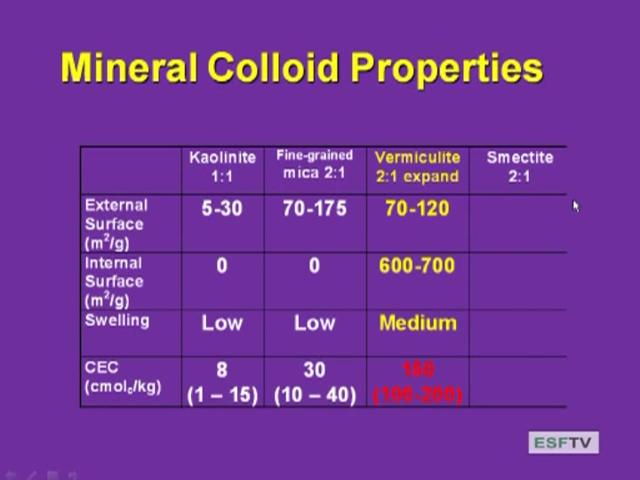 Mineral Colloid Properties
Kaolinite 1:1
Fine-grained mica 2:1
Vermiculite 2:1 expand
Smectite 2:1
External Surface (m²/g)
5-30
70-175
70-120
Internal Surface (m²/g)
0
0
600-700
Swelling
Low
Low
Medium
CEC (cmolc/kg)
8 (1 – 15)
30 (10 – 40)
(100-200)
ESFTV